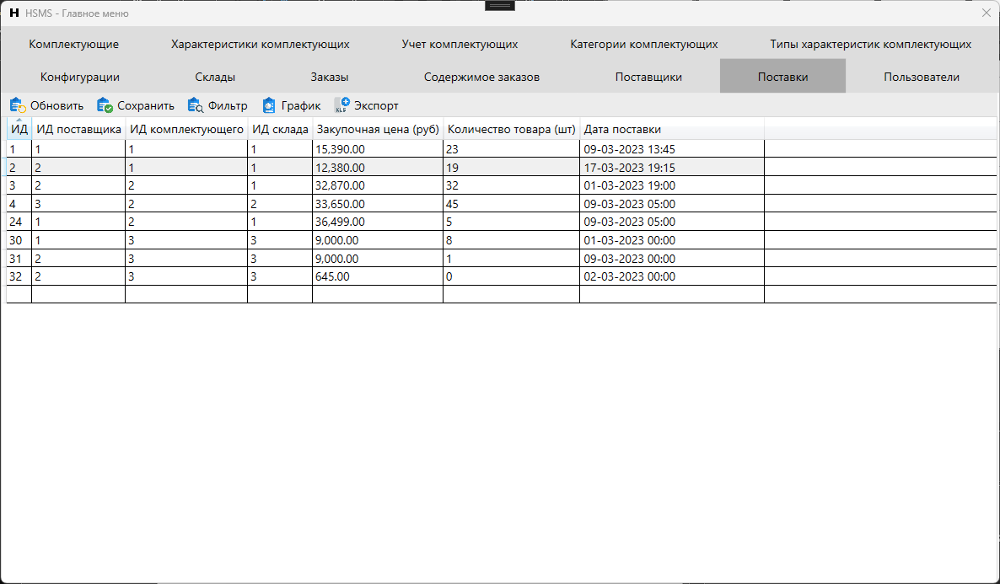 H HSMS - Главное меню
Комплектующие Характеристики комплектующих Учет комплектующих Категории комплектующих Типы характеристик комплектующих
Конфигурации Склады Заказы Содержимое заказов Поставщики Поставки Пользователи
Обновить Сохранить Фильтр График XLS Экспорт
ИД ИД поставщика ИД комплектующего ИД склада Закупочная цена (руб) Количество товара (шт) Дата поставки
1 1 1 1 15,390.00 23 09-03-2023 13:45
2 2 1 1 12,380.00 19 17-03-2023 19:15
3 2 2 1 32,870.00 32 01-03-2023 19:00
4 3 2 2 33,650.00 45 09-03-2023 05:00
24 1 2 1 36,499.00 5 09-03-2023 05:00
30 1 3 3 9,000.00 8 01-03-2023 00:00
31 2 3 3 9,000.00 1 09-03-2023 00:00
32 2 3 3 645.00 0 02-03-2023 00:00